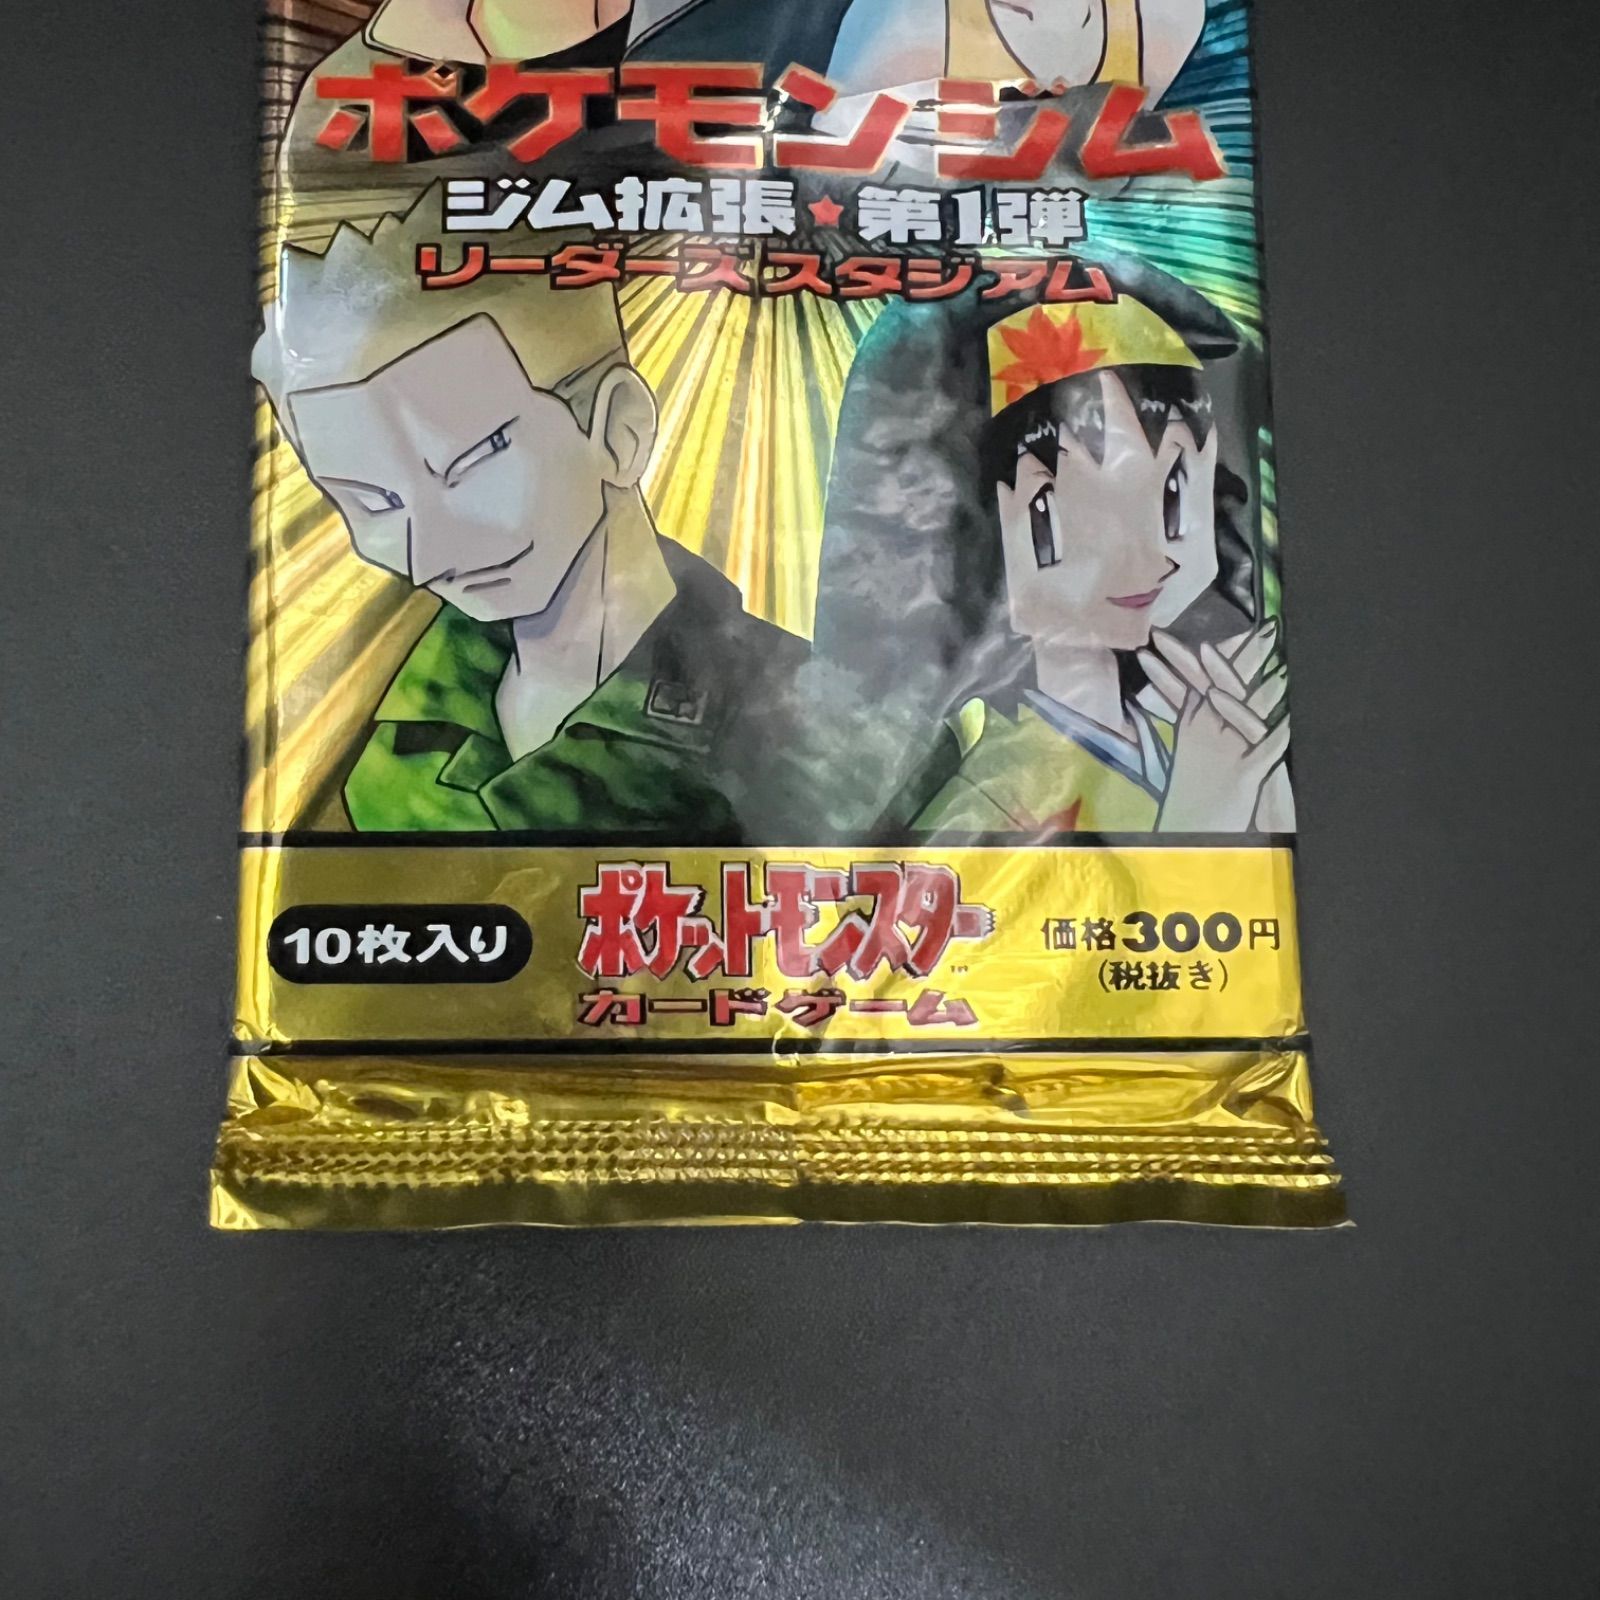 ポケモンジム
ジム拡張★第1弾
リーダーズスタジアム
10枚入り
ポケットモンスター
カードゲーム
価格300円
(税抜き)